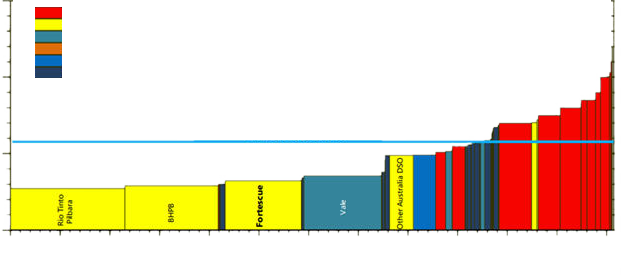 Rio Tinto
Pilbara
BHPB
Fortescue
Vale
Other Australia DSO